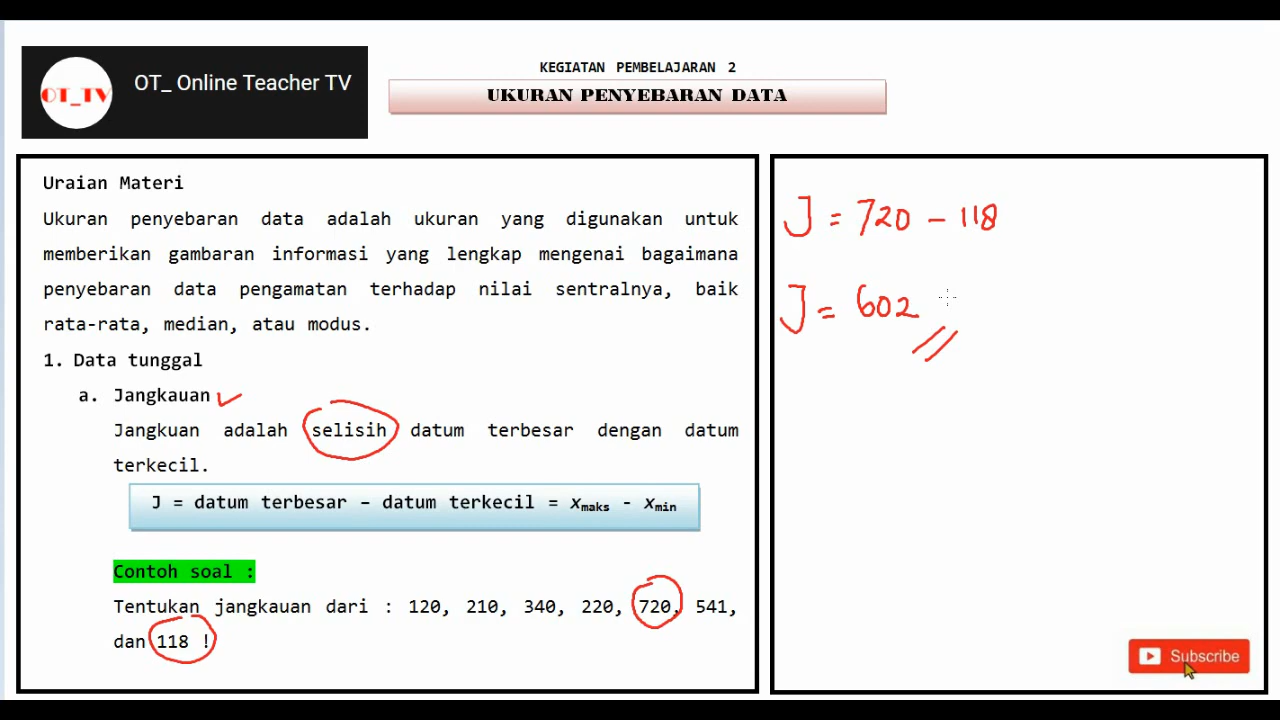 OT_TV
OT_ Online Teacher TV
KEGIATAN PEMBELAJARAN 2
UKURAN PENYEBARAN DATA
Uraian Materi
Ukuran penyebaran data adalah ukuran yang digunakan untuk
memberikan gambaran informasi yang lengkap mengenai bagaimana
penyebaran data pengamatan terhadap nilai sentralnya, baik
rata-rata, median, atau modus.
1. Data tunggal
a. Jangkauan
Jangkuan adalah selisih datum terbesar dengan datum
terkecil.
J = datum terbesar – datum terkecil = xmaks - xmin
Contoh soal :
Tentukan jangkauan dari : 120, 210, 340, 220, 720, 541,
dan 118 !
J = 720 – 118
J = 602
Subscribe